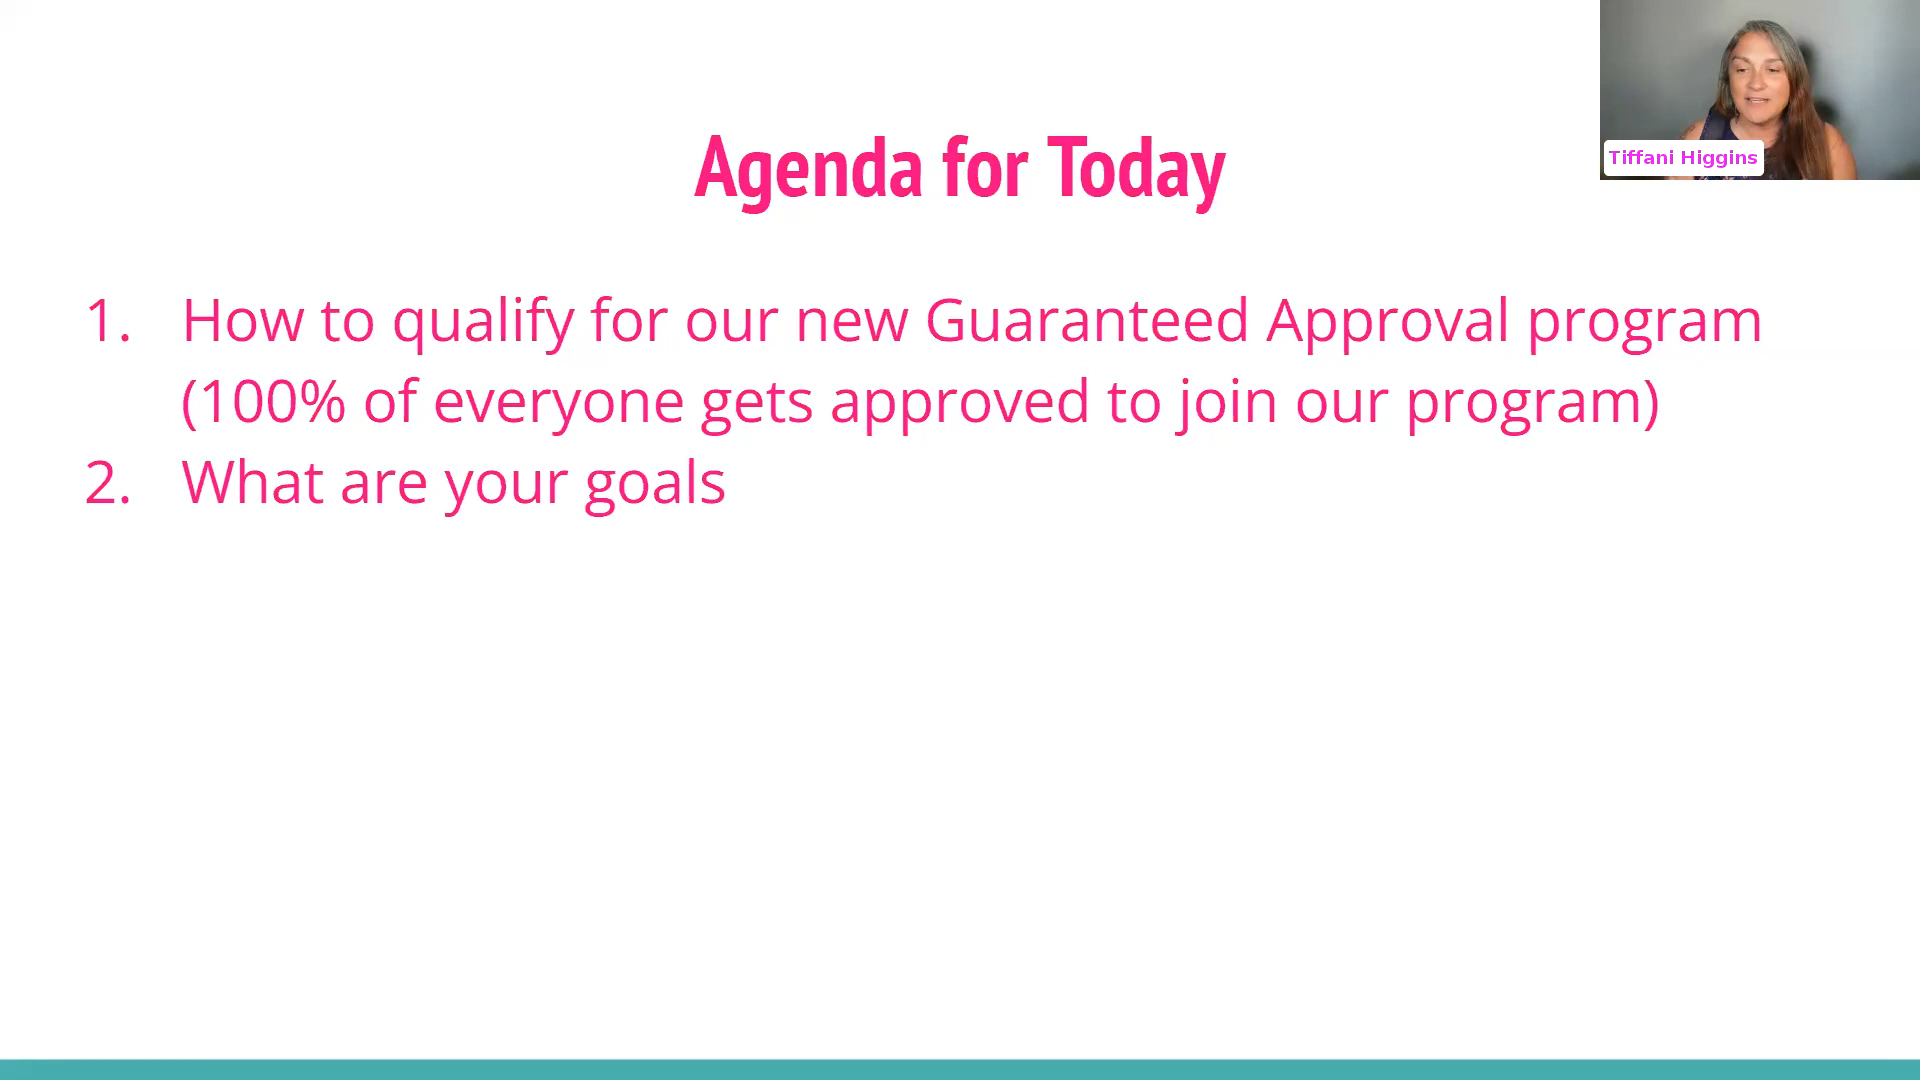 Agenda for Today
Tiffani Higgins
1. How to qualify for our new Guaranteed Approval program
(100% of everyone gets approved to join our program)
2. What are your goals